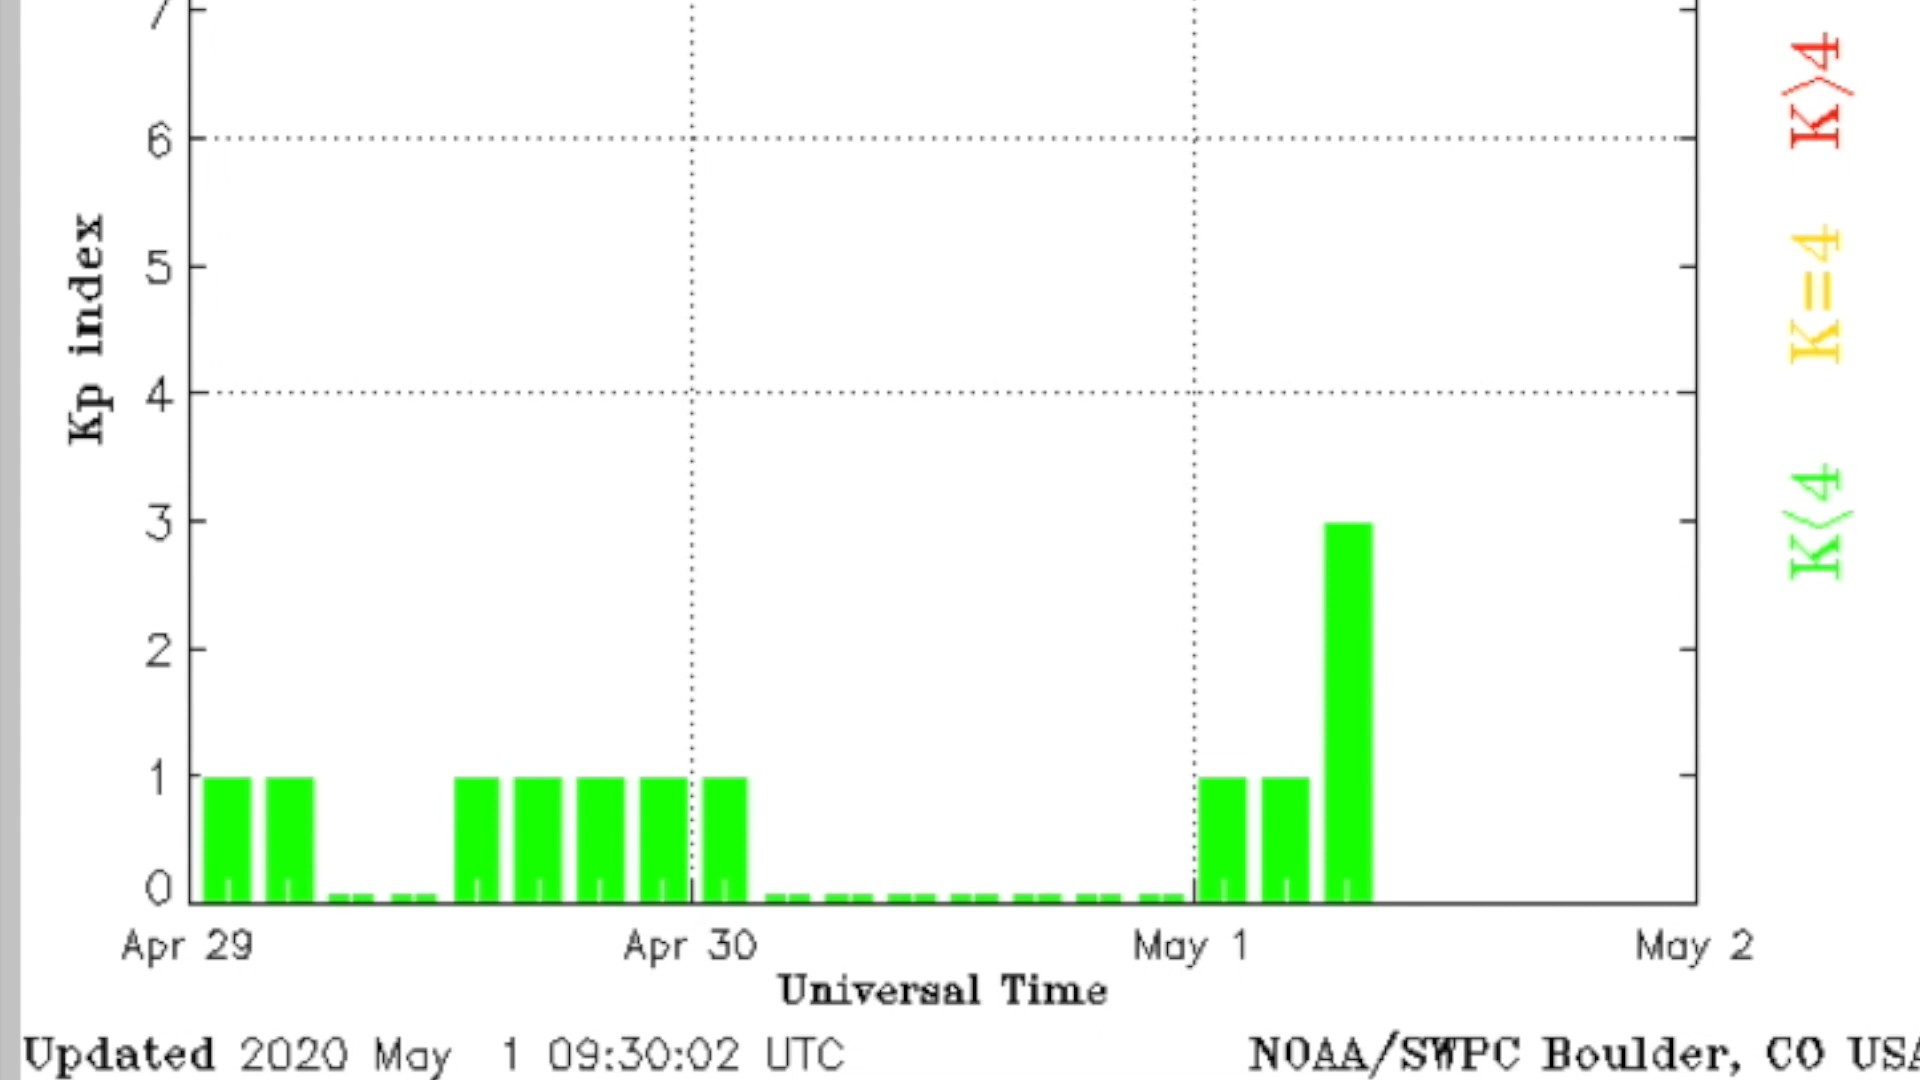 7
6
5
4
3
2
1
0
Kp index
K>4
K=4
K<4
Apr 29 Apr 30 May 1 May 2
Universal Time
Updated 2020 May 1 09:30:02 UTC NOAA/SWPC Boulder, CO USA